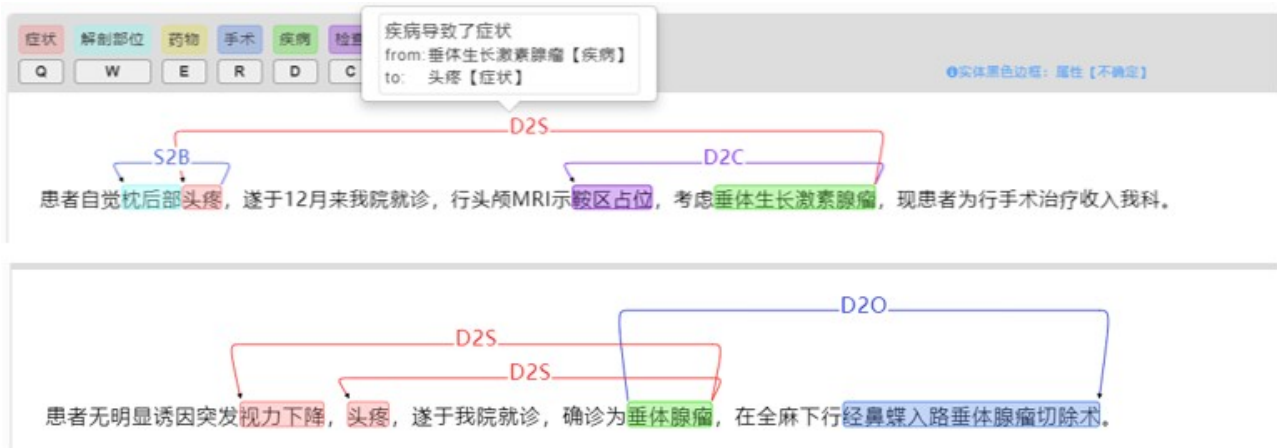 症状 解剖部位 药物 手术 疾病 检查
Q W E R D C
疾病导致了症状
from: 垂体生长激素腺瘤【疾病】
to: 头疼【症状】
实体黑色边框：属性【不确定】
D2S
S2B D2C
患者自觉枕后部头疼，遂于12月来我院就诊，行头颅MRI示鞍区占位，考虑垂体生长激素腺瘤，现患者为行手术治疗收入我科。
D2O
D2S
D2S
患者无明显诱因突发视力下降，头疼，遂于我院就诊，确诊为垂体腺瘤，在全麻下行经鼻蝶入路垂体腺瘤切除术。